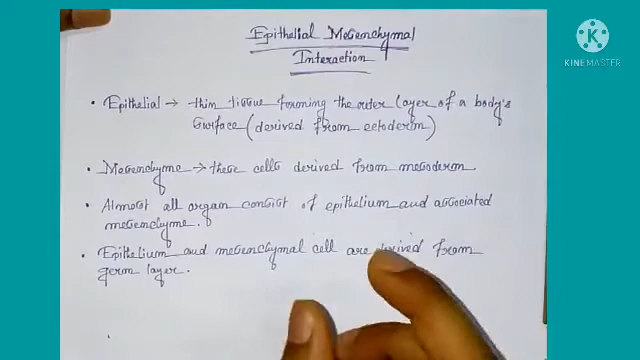 Epithelial Mesenchymal
Interaction
KINEMASTER
• Epithelial → thin tissue forming the outer layer of a body's
surface (derived from ectoderm)
• Mesenchyme → these cells derived from mesoderm.
• Almost all organ consist of epithelium and associated
mesenchyme.
• Epithelium and mesenchymal cell are derived from
germ layer.